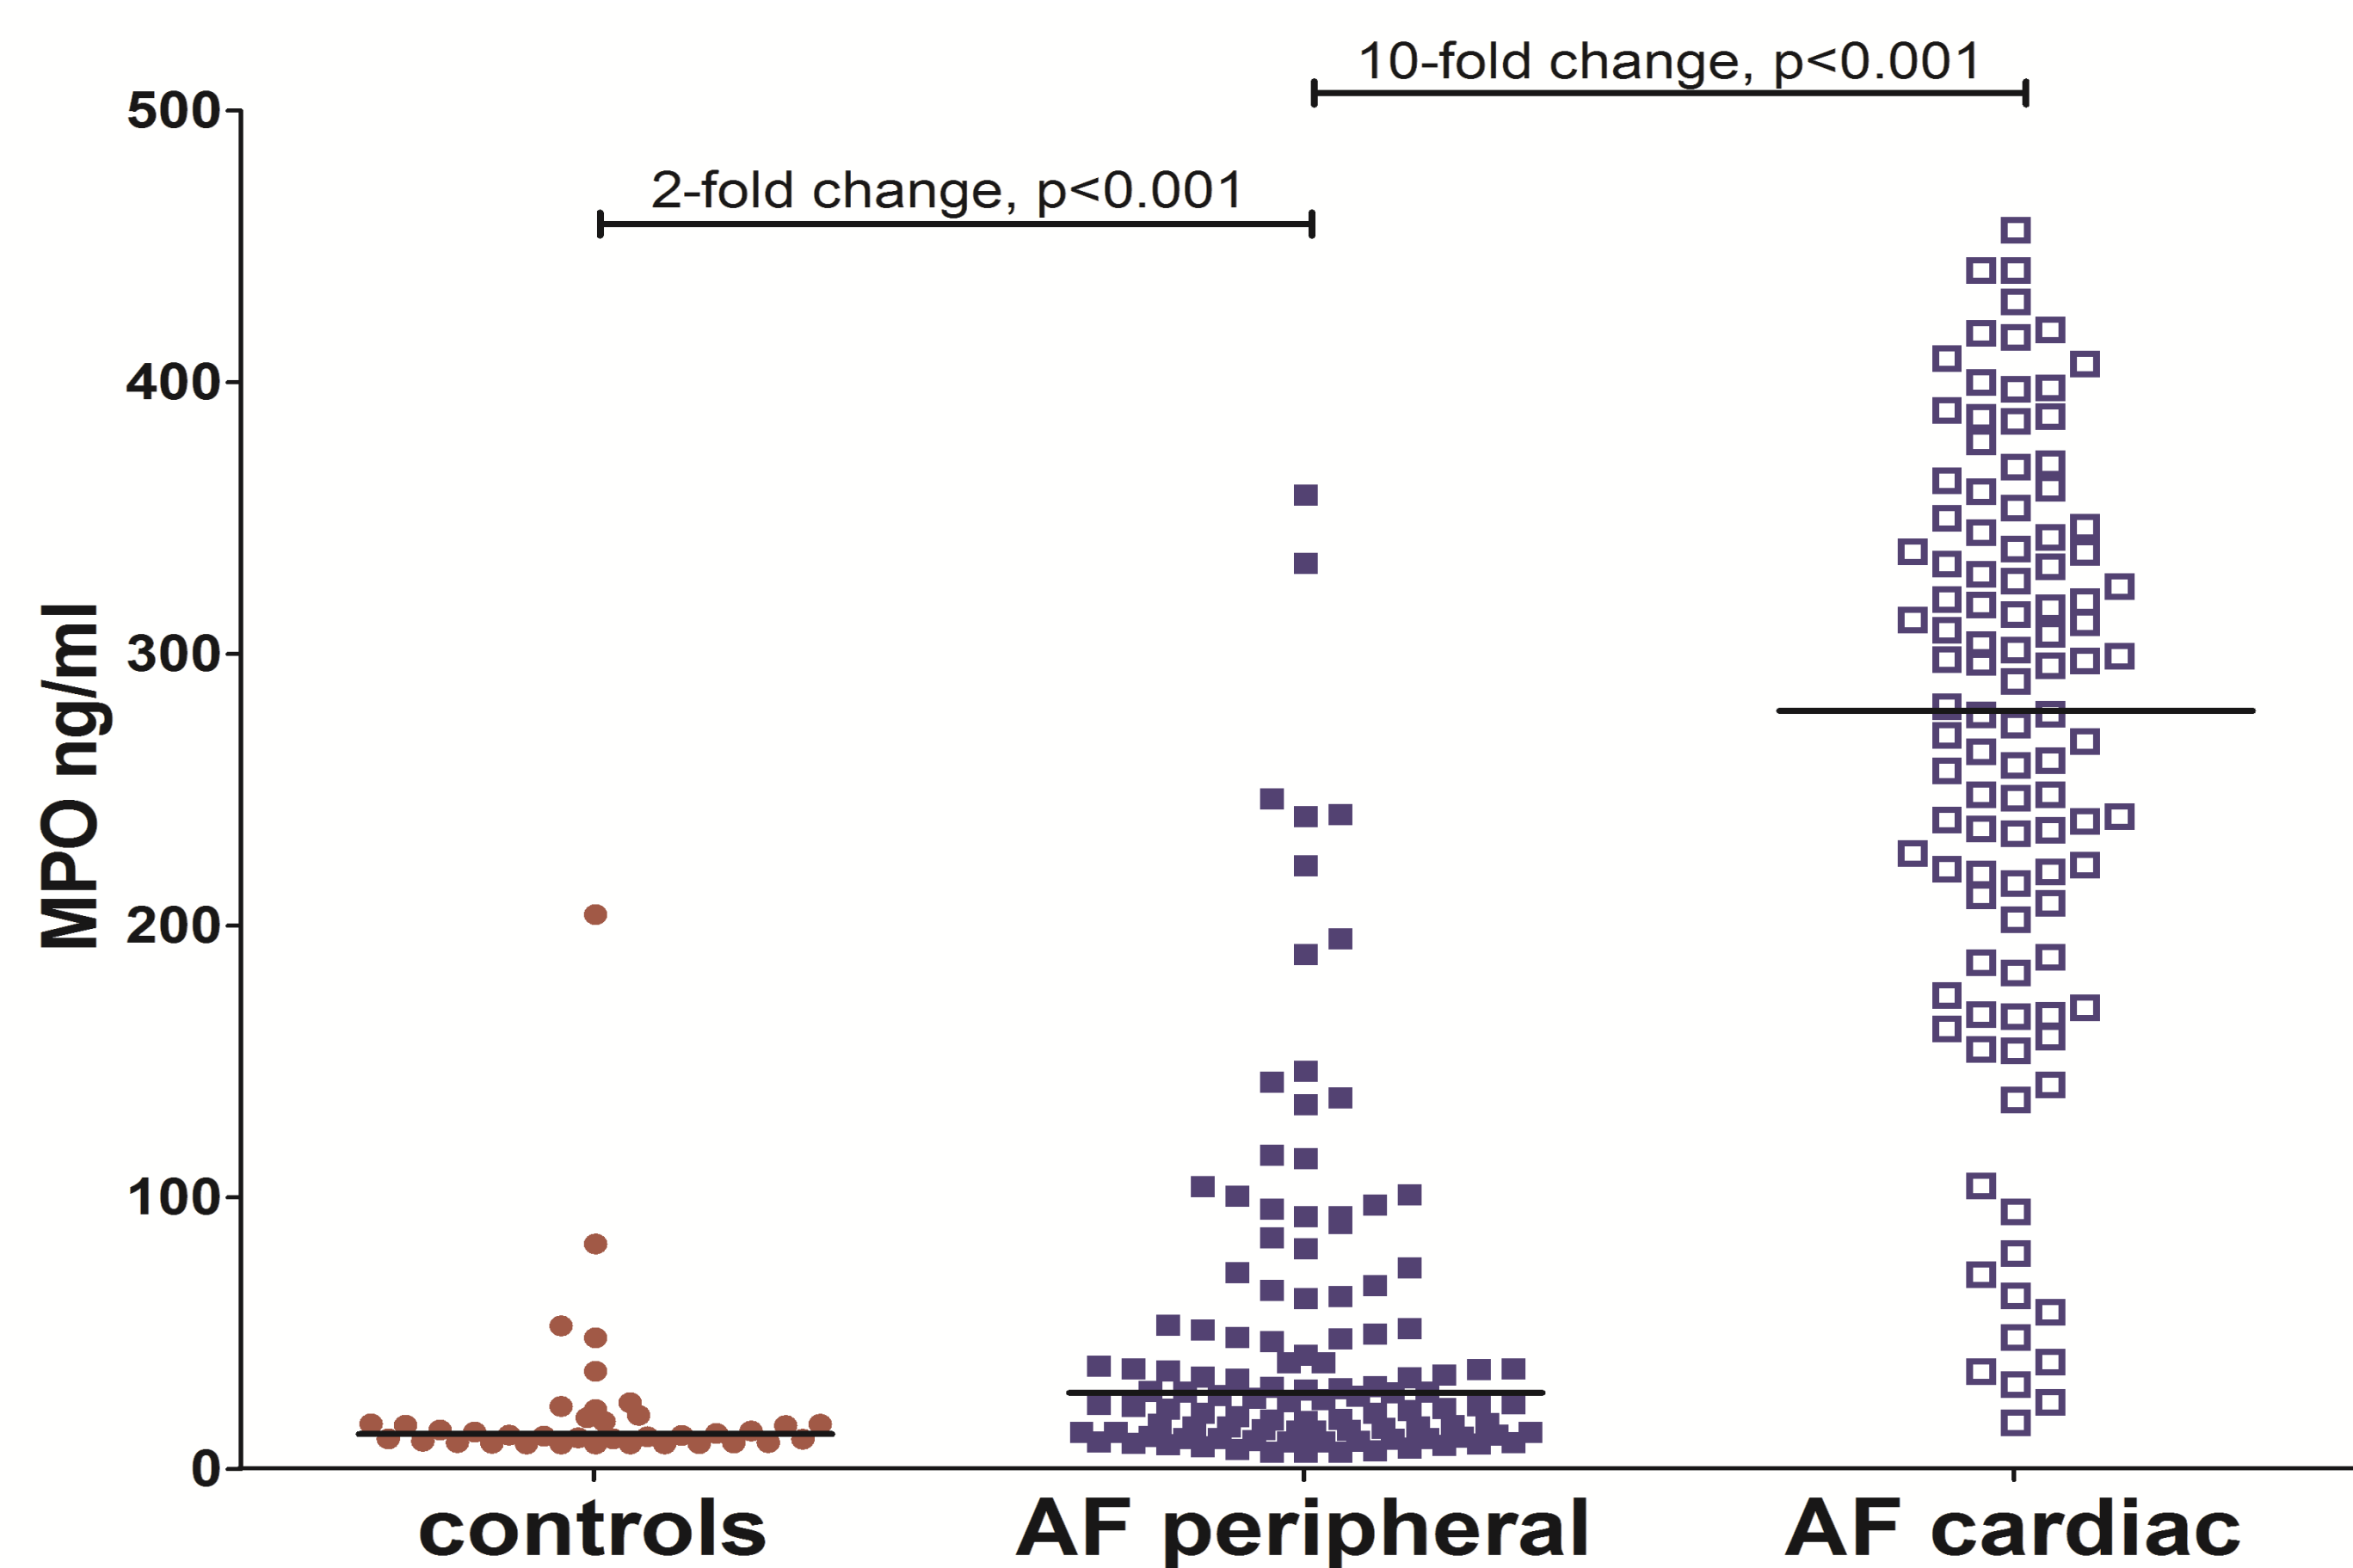 10-fold change, p<0.001
2-fold change, p<0.001
500
400
300
200
100
0
MPO ng/ml
controls
AF peripheral
AF cardiac